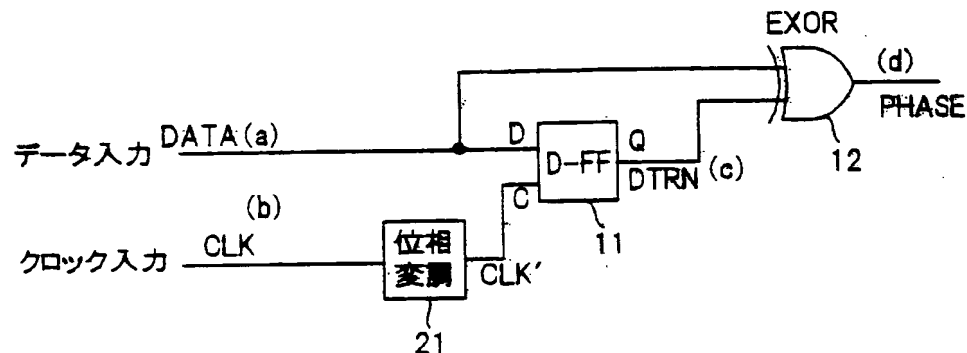 EXOR
(d)
PHASE
12
データ入力
DATA(a)
D
Q
D-FF
DTRN
(c)
C
11
(b)
クロック入力
CLK
位相
変調
CLK′
21